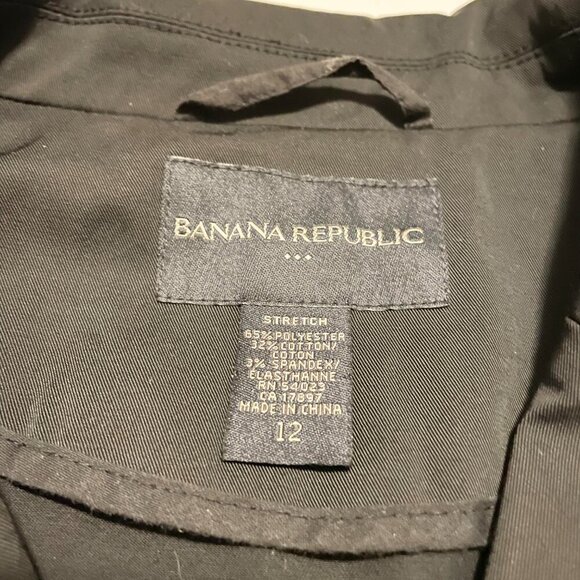 BANANA REPUBLIC
STRETCH
65% POLYESTER
32% COTTON/
COTON
3% SPANDEX/
ELASTHANNE
RN 54023
CA 17897
MADE IN CHINA
12